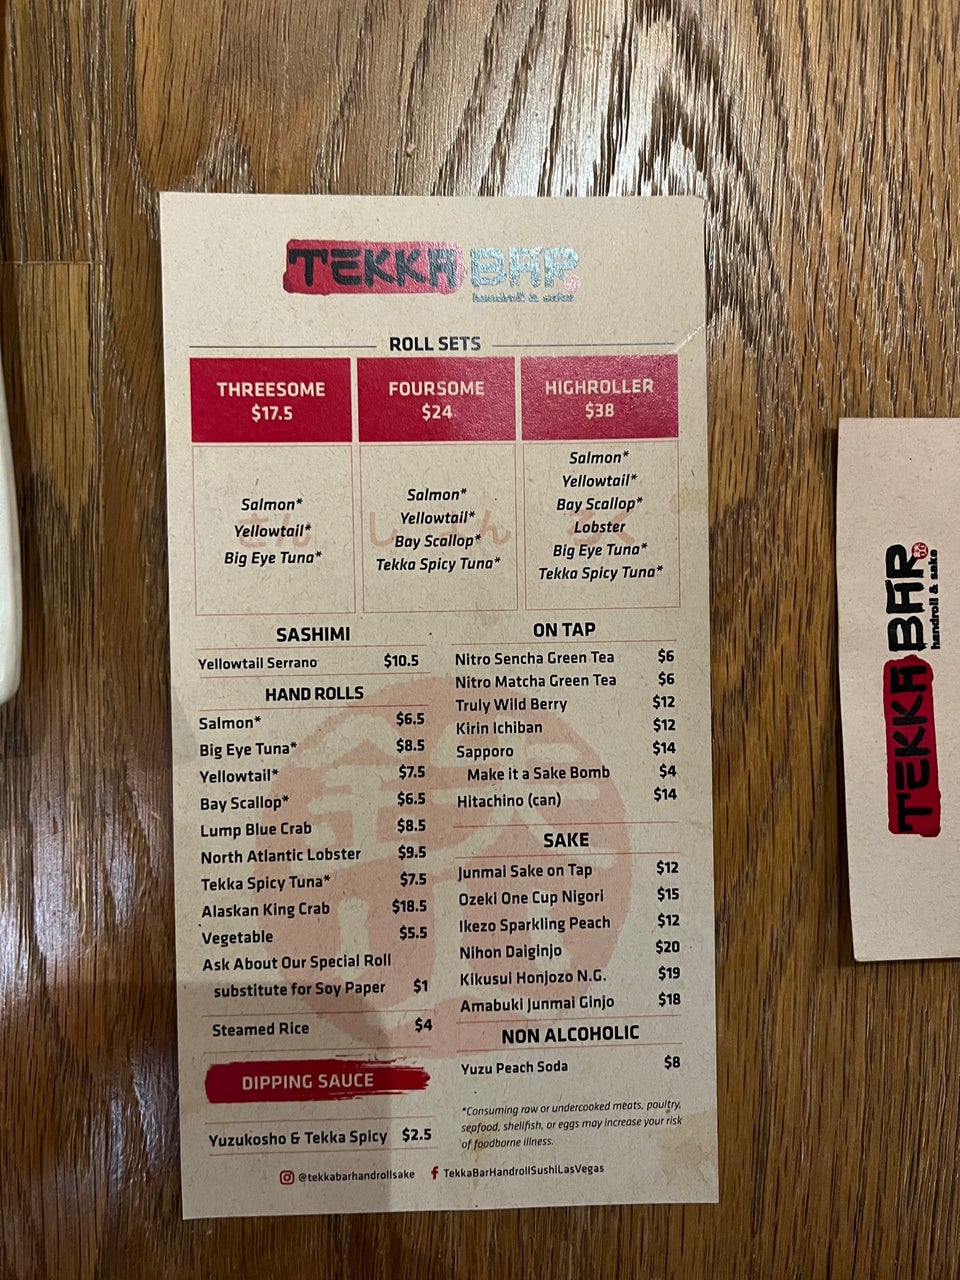 TEKKA BAR
handroll & sake
ROLL SETS
THREESOME
$17.5
Salmon*
Yellowtail*
Big Eye Tuna*
さん
FOURSOME
$24
Salmon*
Yellowtail*
Bay Scallop*
Tekka Spicy Tuna*
HIGHROLLER
$38
Salmon*
Yellowtail*
Bay Scallop*
Lobster
Big Eye Tuna*
Tekka Spicy Tuna*
SASHIMI
Yellowtail Serrano $10.5
HAND ROLLS
Salmon* $6.5
Big Eye Tuna* $8.5
Yellowtail* $7.5
Bay Scallop* $6.5
Lump Blue Crab $8.5
North Atlantic Lobster $9.5
Tekka Spicy Tuna* $7.5
Alaskan King Crab $18.5
Vegetable $5.5
Ask About Our Special Roll
substitute for Soy Paper $1
Steamed Rice $4
DIPPING SAUCE
Yuzukosho & Tekka Spicy $2.5
ON TAP
Nitro Sencha Green Tea $6
Nitro Matcha Green Tea $6
Truly Wild Berry $12
Kirin Ichiban $12
Sapporo $14
Make it a Sake Bomb $4
Hitachino (can) $14
SAKE
Junmai Sake on Tap $12
Ozeki One Cup Nigori $15
Ikezo Sparkling Peach $12
Nihon Daiginjo $20
Kikusui Honjozo N.G. $19
Amabuki Junmai Ginjo $18
NON ALCOHOLIC
Yuzu Peach Soda $8
*Consuming raw or undercooked meats, poultry,
seafood, shellfish, or eggs may increase your risk
of foodborne illness.
@tekkabarhandrollsake TekkaBarHandrollSushiLasVegas
TEKKA BAR
handroll & sake